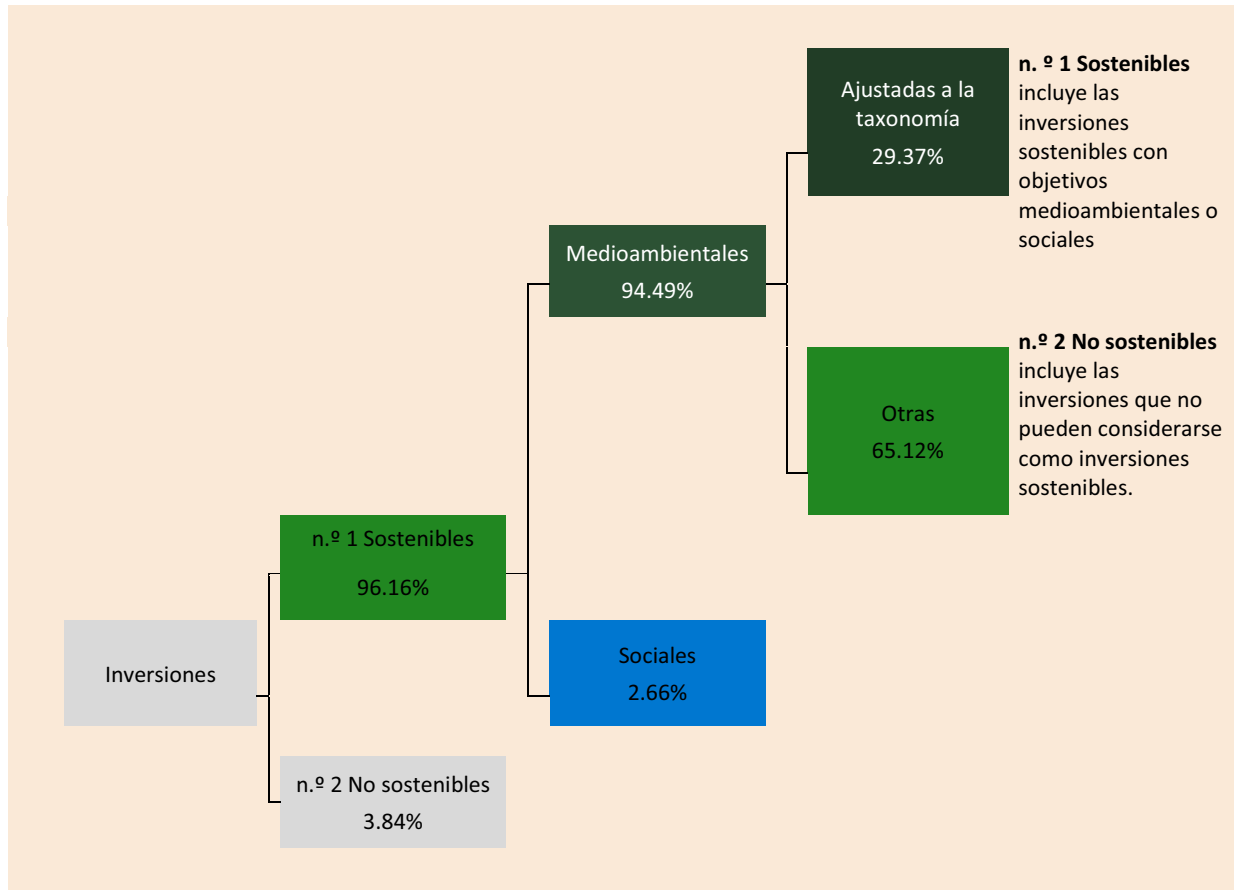 Ajustadas a la
taxonomía
29.37%
n. º 1 Sostenibles
incluye las
inversiones
sostenibles con
objetivos
medioambientales o
sociales
Medioambientales
94.49%
n.º 2 No sostenibles
incluye las
inversiones que no
pueden considerarse
como inversiones
sostenibles.
Otras
65.12%
n.º 1 Sostenibles
96.16%
Sociales
2.66%
Inversiones
n.º 2 No sostenibles
3.84%